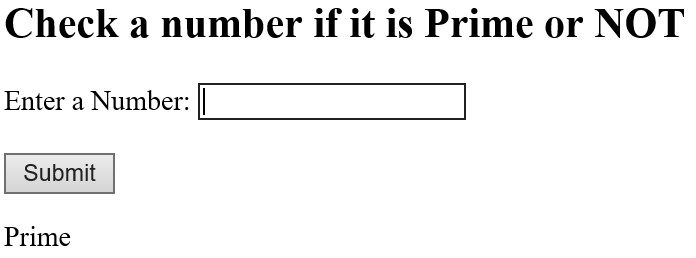 Check a number if it is Prime or NOT
Enter a Number:
Submit
Prime